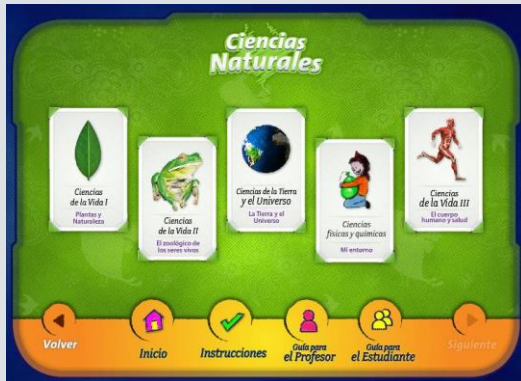 Ciencias
Naturales
Ciencias
de la Vida I
Plantas y
Naturaleza
Ciencias
de la Vida II
El zoológico de
los seres vivos
Ciencias de la Tierra
y el Universo
La Tierra y el
Universo
Ciencias
físicas y químicas
Mi entorno
Ciencias
de la Vida III
El cuerpo
humano y salud
Volver
Inicio
Instrucciones
Guía para
el Profesor
Guía para
el Estudiante
Siguiente